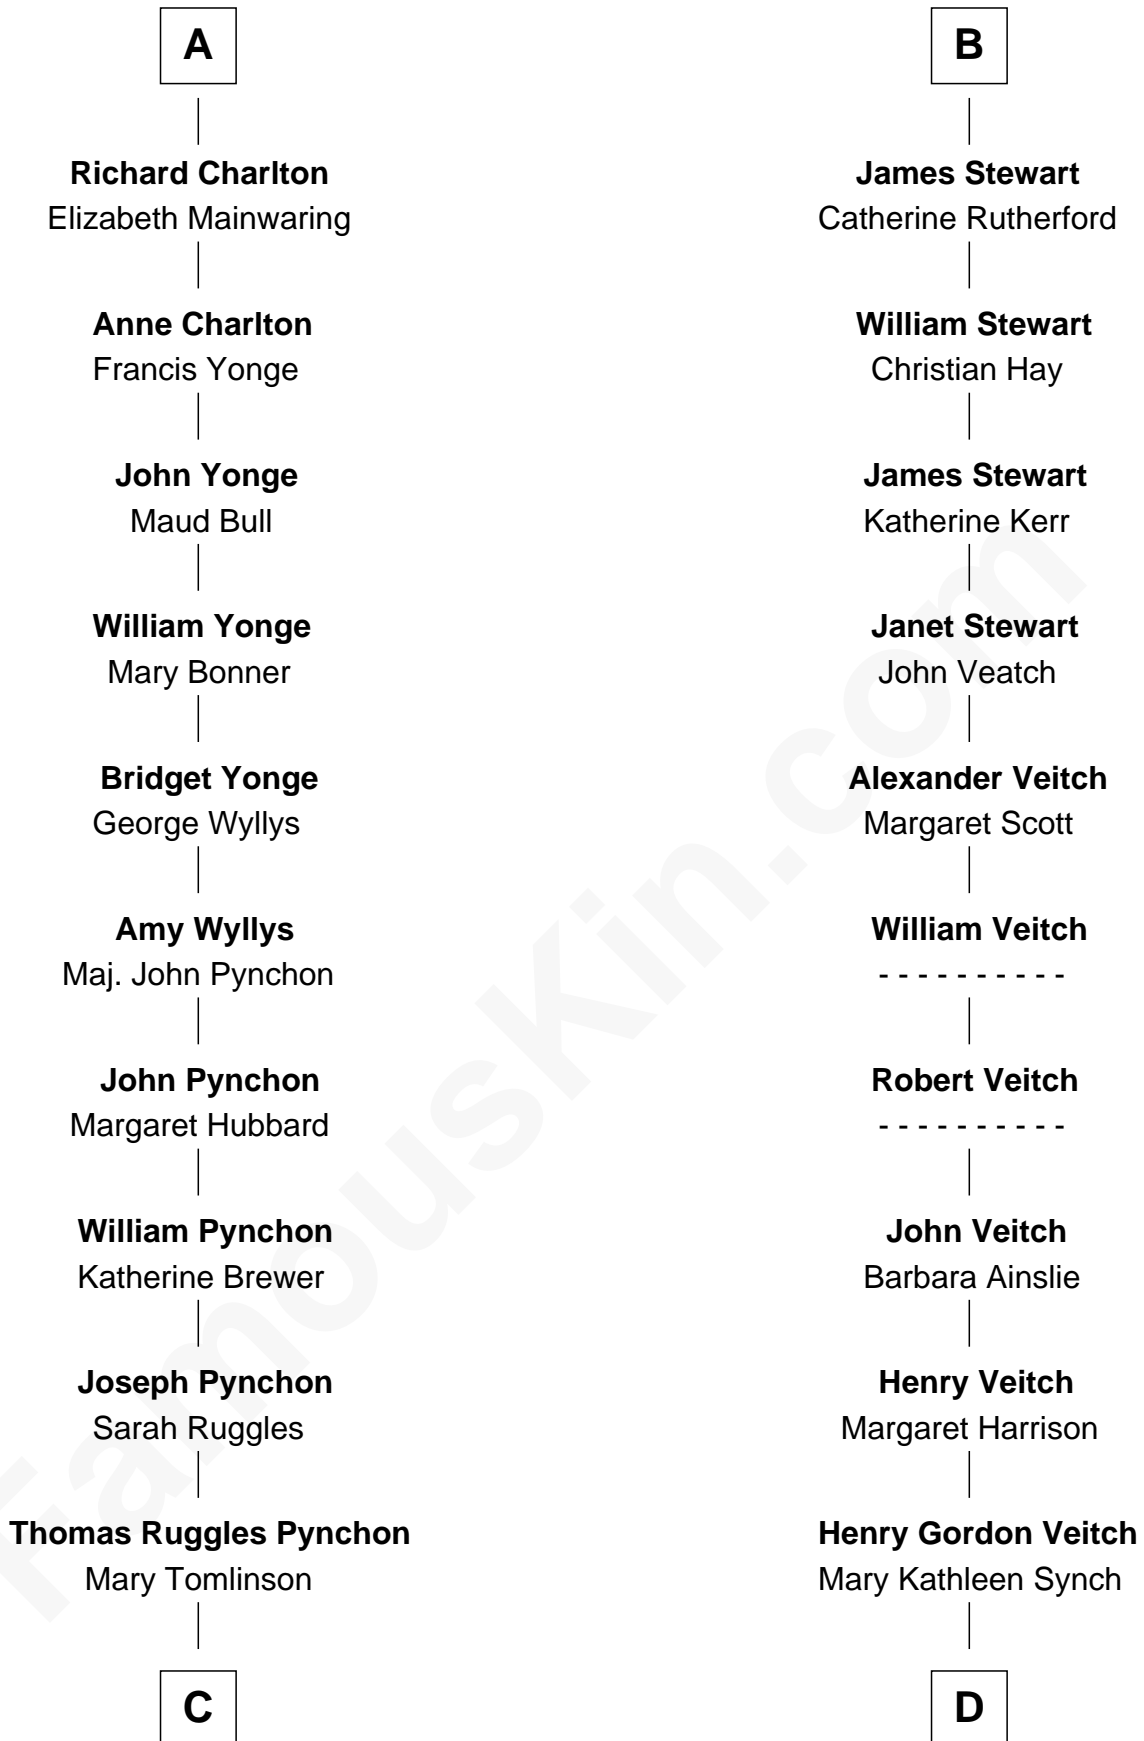 A
Richard Charlton
Elizabeth Mainwaring
Anne Charlton
Francis Yonge
John Yonge
Maud Bull
William Yonge
Mary Bonner
Bridget Yonge
George Wyllys
Amy Wyllys
Maj. John Pynchon
John Pynchon
Margaret Hubbard
William Pynchon
Katherine Brewer
Joseph Pynchon
Sarah Ruggles
Thomas Ruggles Pynchon
Mary Tomlinson
C
B
James Stewart
Catherine Rutherford
William Stewart
Christian Hay
James Stewart
Katherine Kerr
Janet Stewart
John Veatch
Alexander Veitch
Margaret Scott
William Veitch
- - - - - - - - - -
Robert Veitch
- - - - - - - - - -
John Veitch
Barbara Ainslie
Henry Veitch
Margaret Harrison
Henry Gordon Veitch
Mary Kathleen Synch
D
FamousKin.com